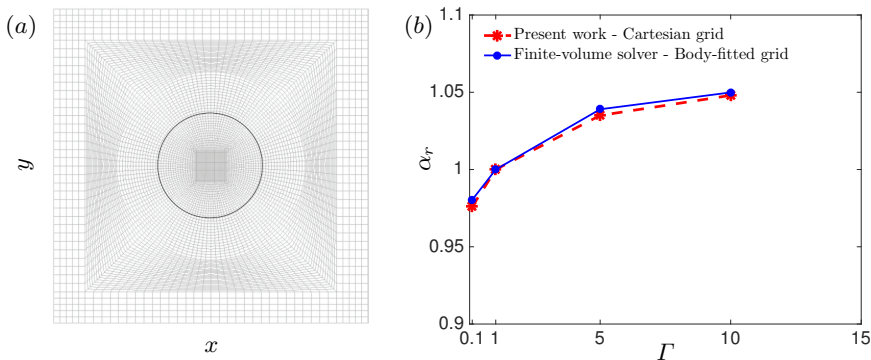 (a)
y
x
(b)
1.1
1.05
1
0.95
0.9
α_r
Present work - Cartesian grid
Finite-volume solver - Body-fitted grid
0.1 1 5 10 15
Γ